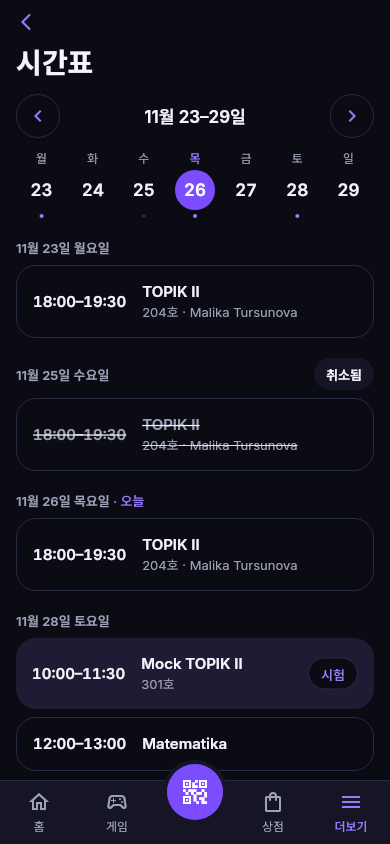 시간표
11월 23–29일
월 화 수 목 금 토 일
23 24 25 26 27 28 29
11월 23일 월요일
18:00–19:30 TOPIK II
204호 · Malika Tursunova
11월 25일 수요일 취소됨
18:00–19:30 TOPIK II
204호 · Malika Tursunova
11월 26일 목요일 · 오늘
18:00–19:30 TOPIK II
204호 · Malika Tursunova
11월 28일 토요일
10:00–11:30 Mock TOPIK II
301호 시험
12:00–13:00 Matematika
홈 게임 상점 더보기